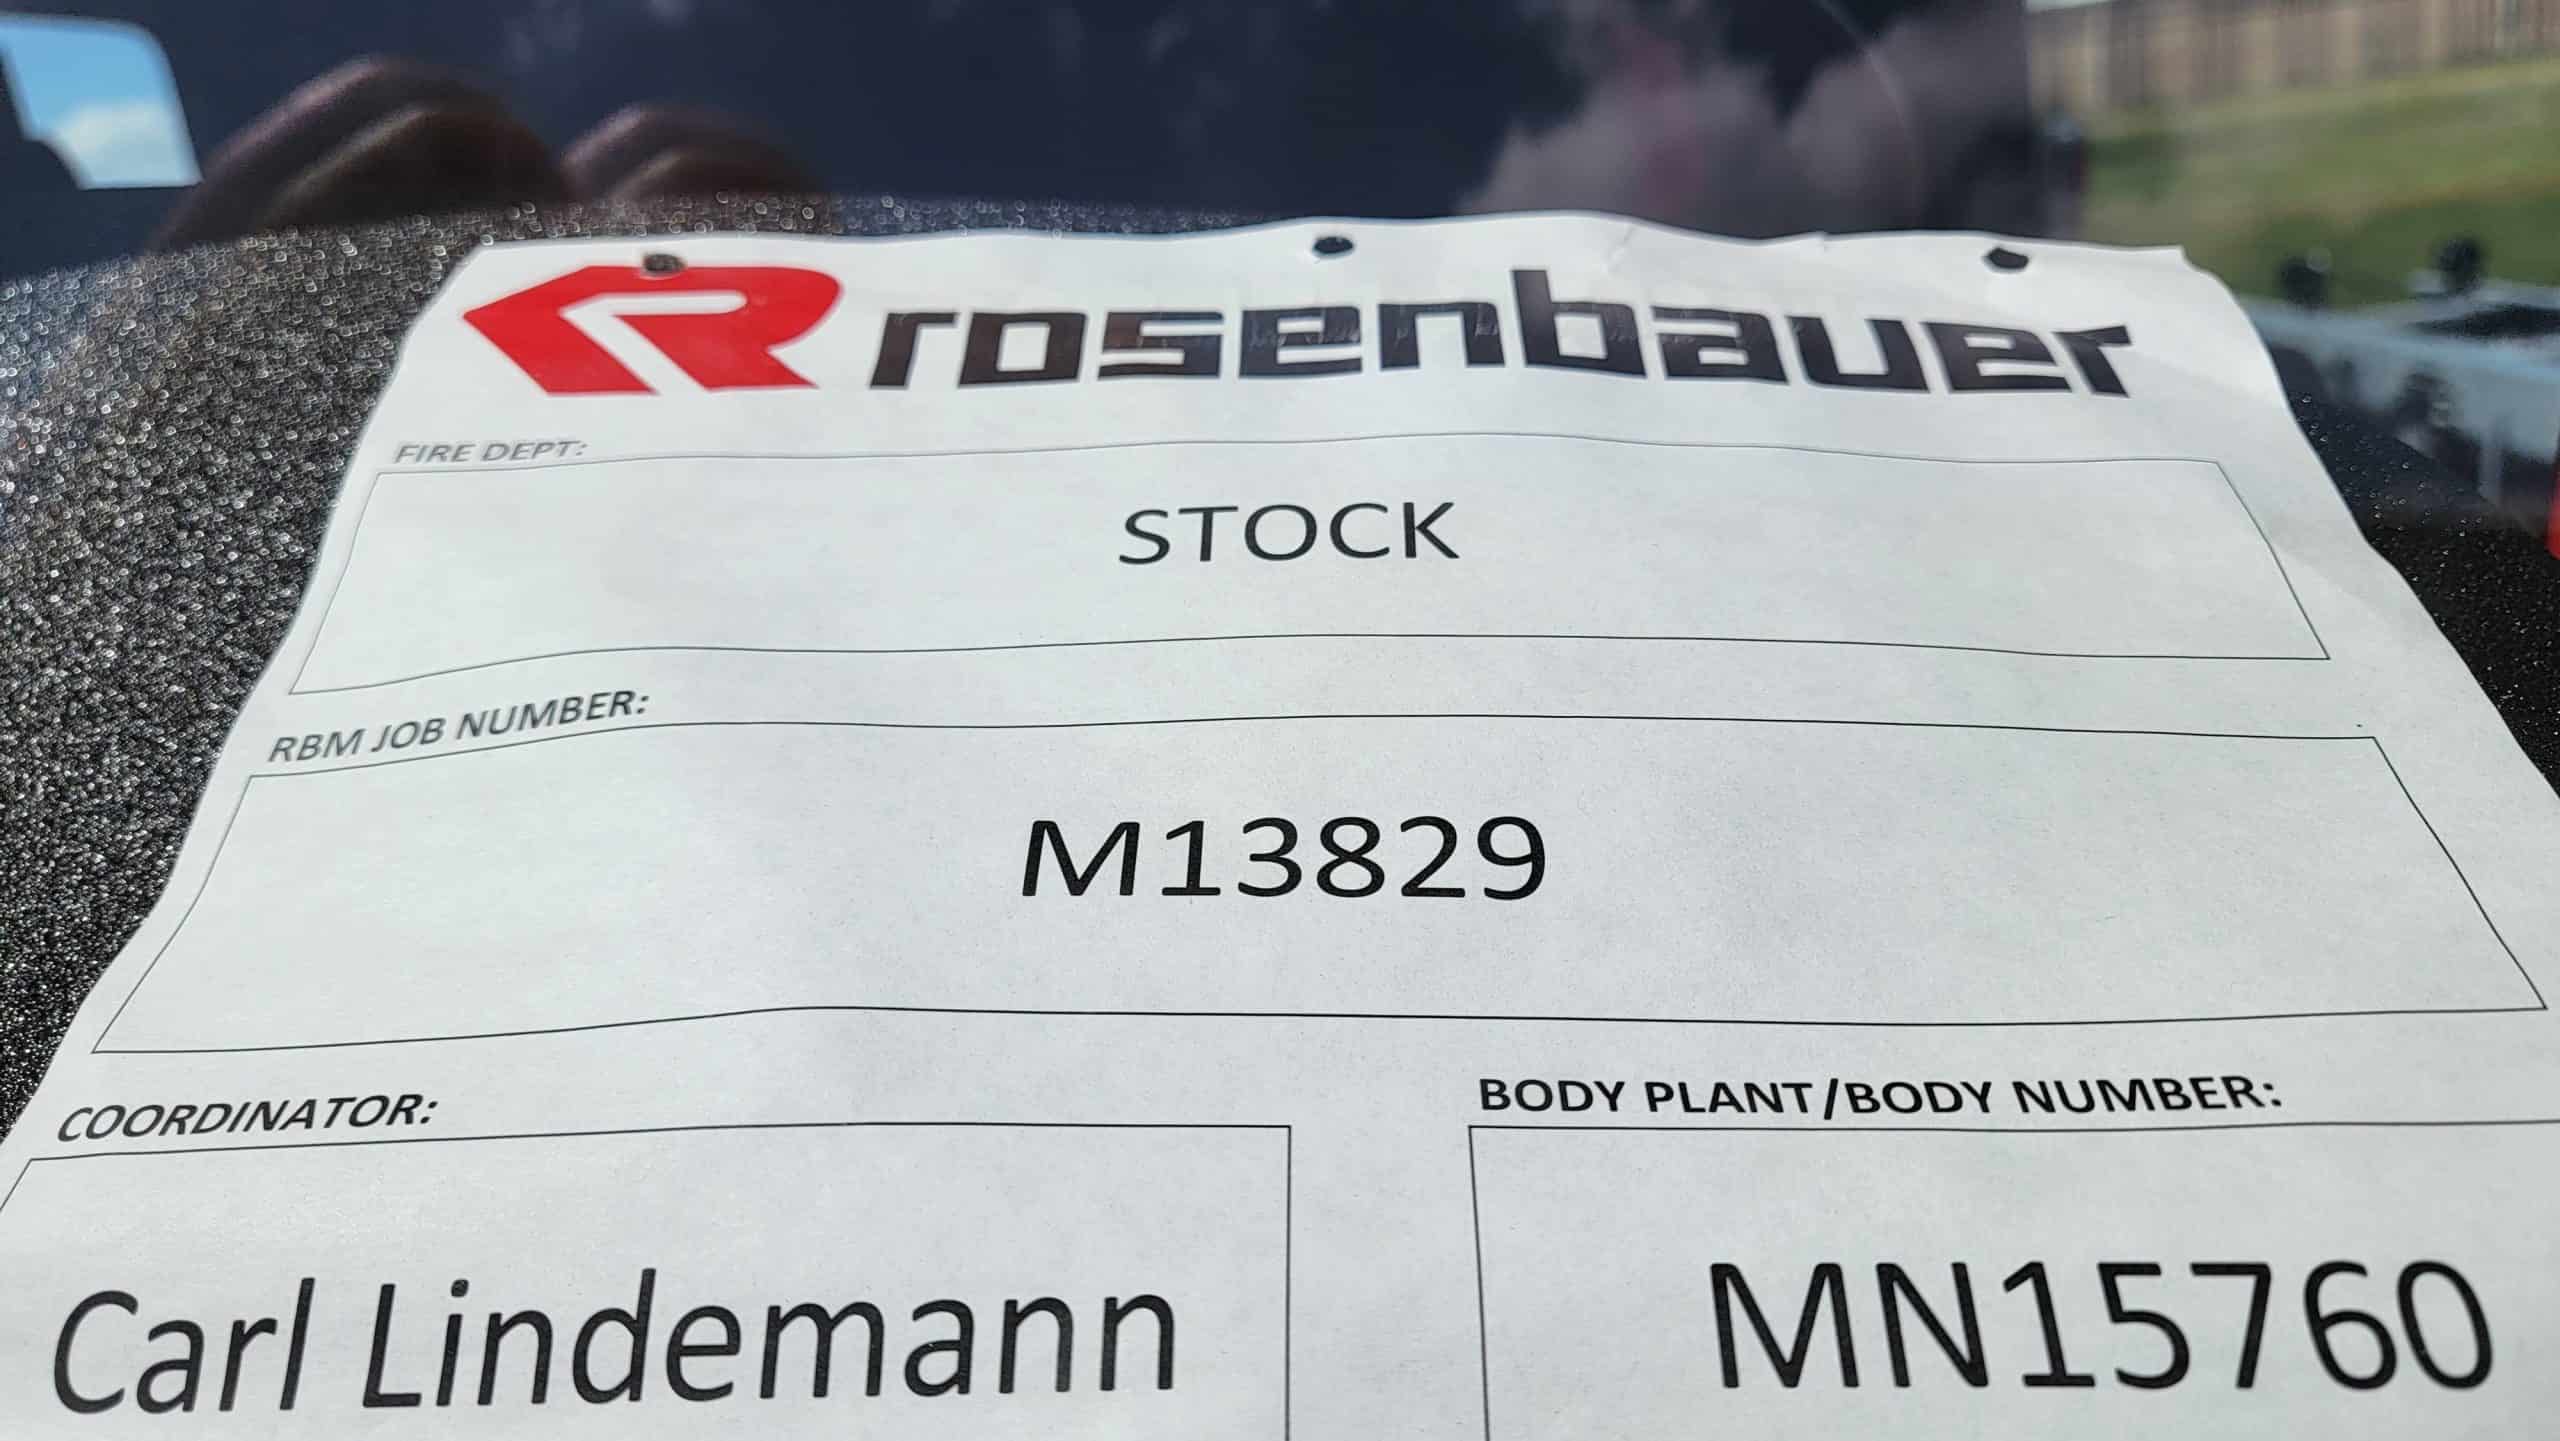 rosenbauer
FIRE DEPT:
STOCK
RBM JOB NUMBER:
M13829
COORDINATOR:
Carl Lindemann
BODY PLANT/BODY NUMBER:
MN15760